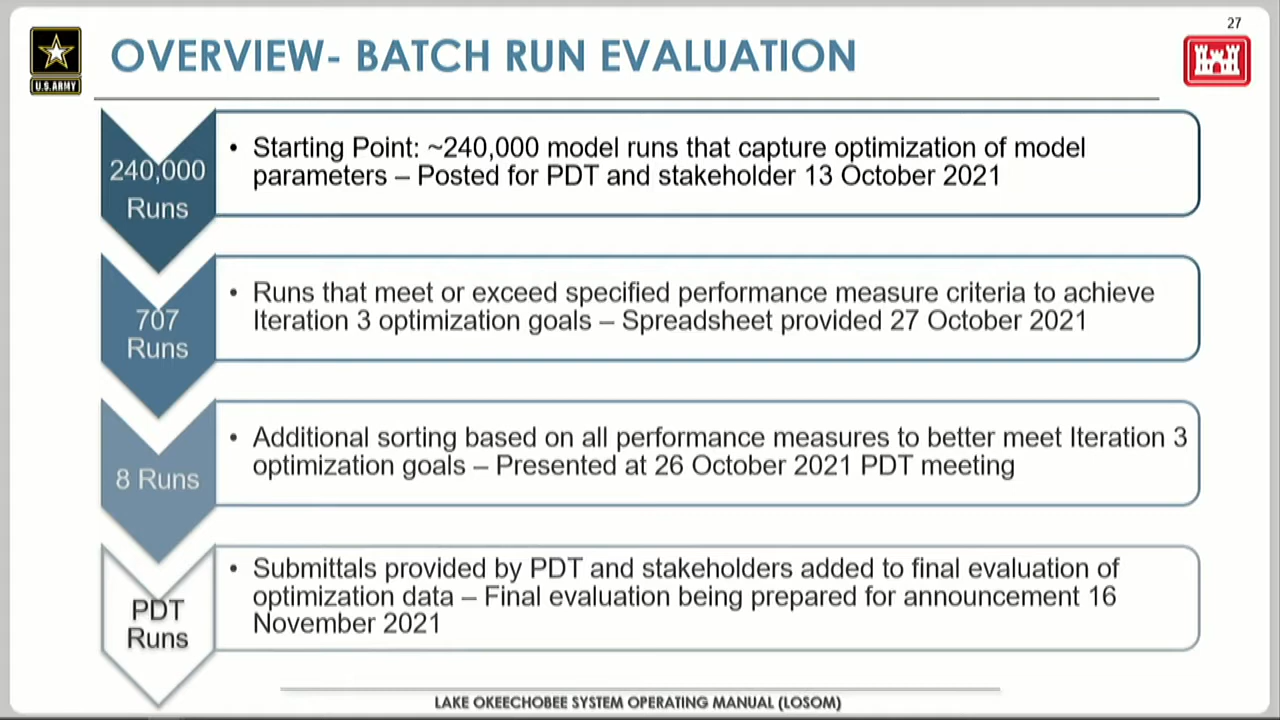 27
U.S.ARMY
OVERVIEW- BATCH RUN EVALUATION
240,000
Runs
• Starting Point: ~240,000 model runs that capture optimization of model
parameters – Posted for PDT and stakeholder 13 October 2021
707
Runs
• Runs that meet or exceed specified performance measure criteria to achieve
Iteration 3 optimization goals – Spreadsheet provided 27 October 2021
8 Runs
• Additional sorting based on all performance measures to better meet Iteration 3
optimization goals – Presented at 26 October 2021 PDT meeting
PDT
Runs
• Submittals provided by PDT and stakeholders added to final evaluation of
optimization data – Final evaluation being prepared for announcement 16
November 2021
LAKE OKEECHOBEE SYSTEM OPERATING MANUAL (LOSOM)